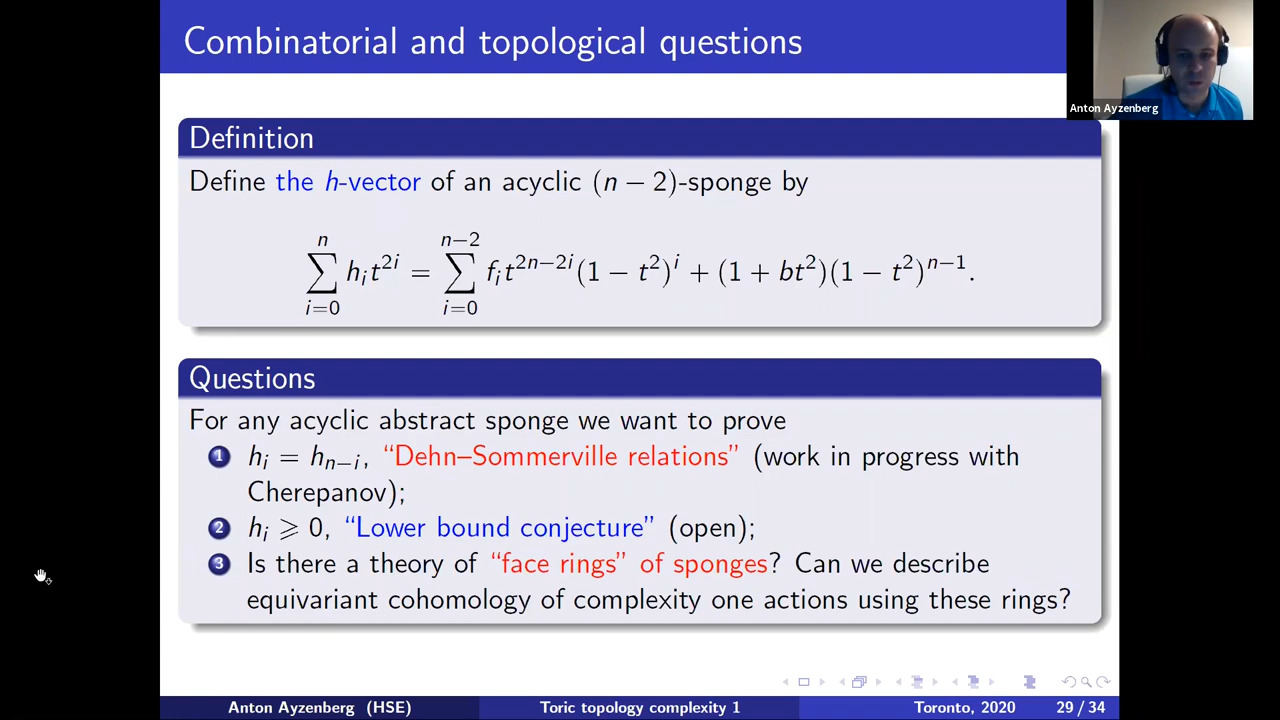 Combinatorial and topological questions
Anton Ayzenberg
Definition
Define the h-vector of an acyclic (n − 2)-sponge by
∑_{i=0}^{n} h_i t^{2i} = ∑_{i=0}^{n−2} f_i t^{2n−2i}(1 − t^2)^i + (1 + bt^2)(1 − t^2)^{n−1}.
Questions
For any acyclic abstract sponge we want to prove
1 h_i = h_{n−i}, “Dehn–Sommerville relations” (work in progress with
Cherepanov);
2 h_i ⩾ 0, “Lower bound conjecture” (open);
3 Is there a theory of “face rings” of sponges? Can we describe
equivariant cohomology of complexity one actions using these rings?
Anton Ayzenberg (HSE) Toric topology complexity 1 Toronto, 2020 29 / 34